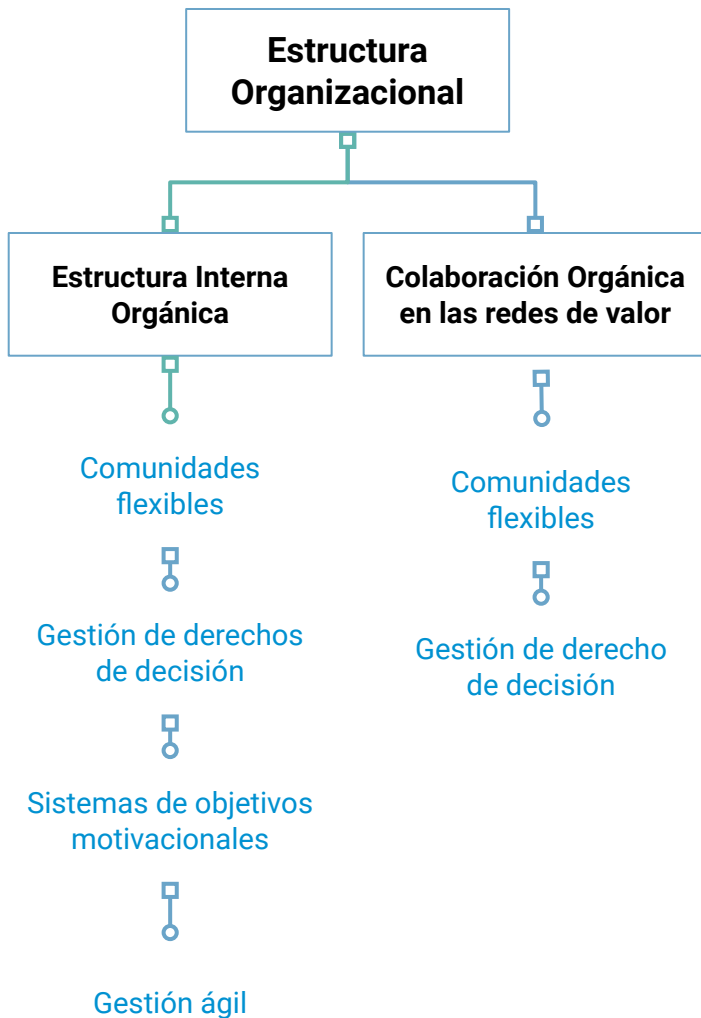 Estructura
Organizacional
Estructura Interna
Orgánica
Colaboración Orgánica
en las redes de valor
Comunidades
flexibles
Gestión de derechos
de decisión
Sistemas de objetivos
motivacionales
Gestión ágil
Comunidades
flexibles
Gestión de derecho
de decisión